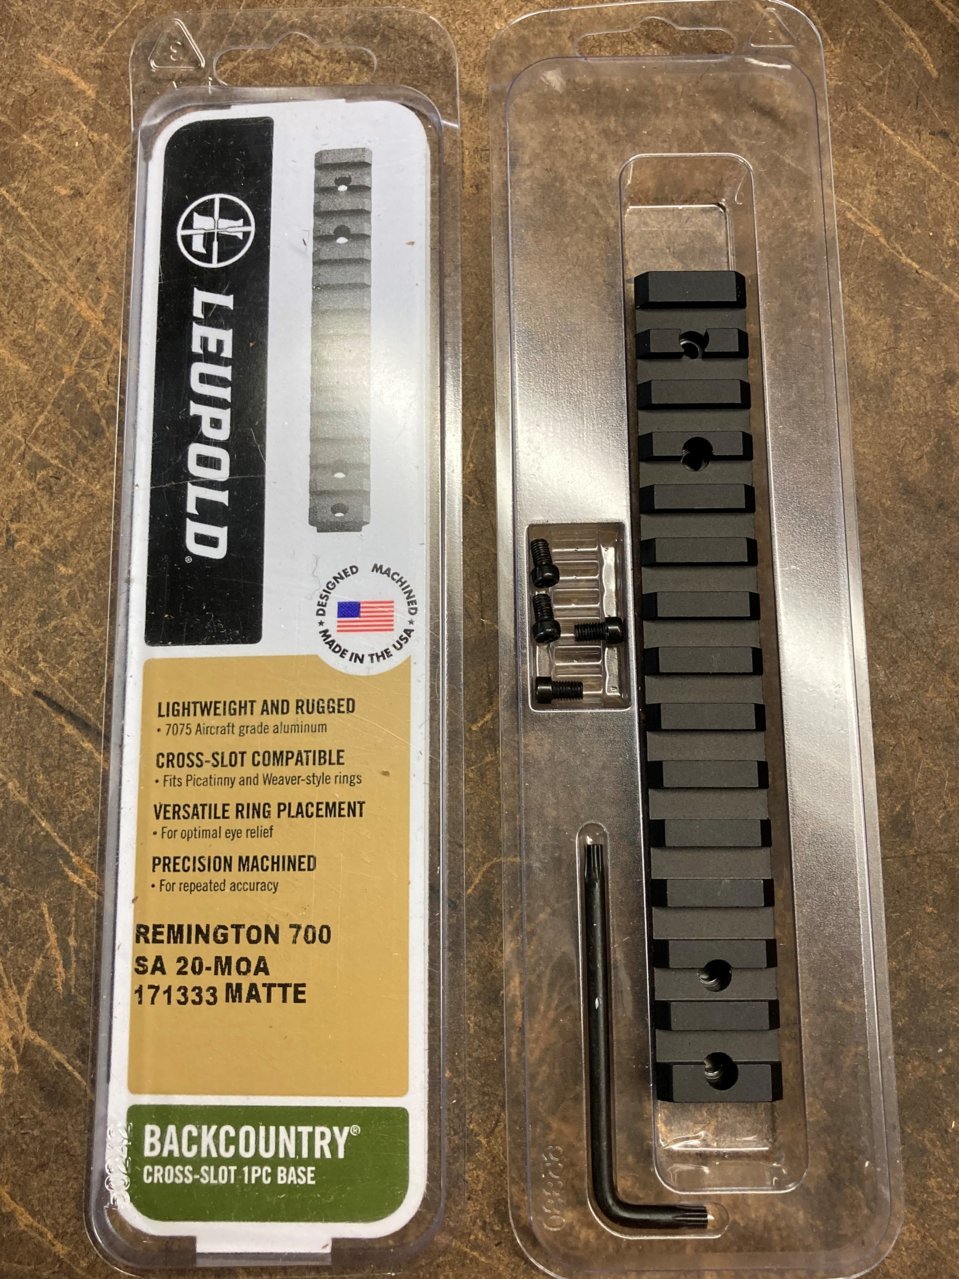 LEUPOLD®
DESIGNED MACHINED
★ MADE IN THE USA ★
LIGHTWEIGHT AND RUGGED
• 7075 Aircraft grade aluminum
CROSS-SLOT COMPATIBLE
• Fits Picatinny and Weaver-style rings
VERSATILE RING PLACEMENT
• For optimal eye relief
PRECISION MACHINED
• For repeated accuracy
REMINGTON 700
SA 20-MOA
171333 MATTE
BACKCOUNTRY®
CROSS-SLOT 1PC BASE